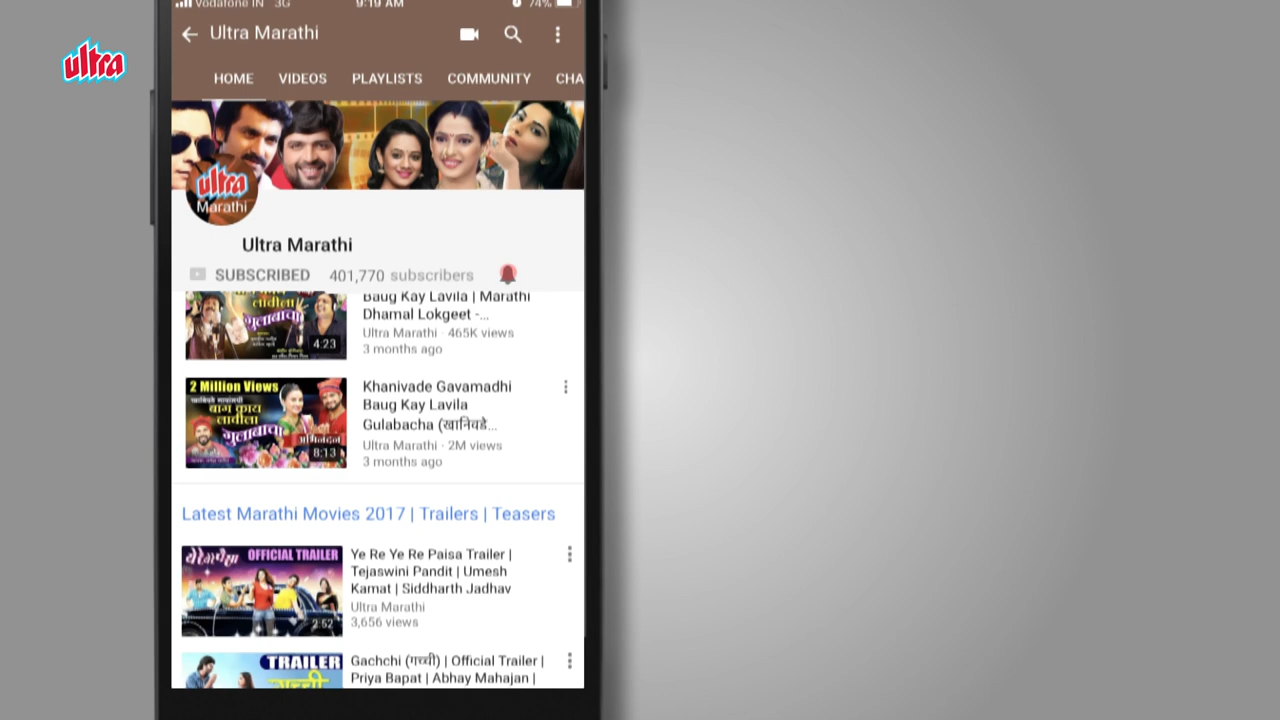 Vodafone IN 3G 9:19 AM 74%
ultra
Ultra Marathi
HOME VIDEOS PLAYLISTS COMMUNITY CHA
ultra
Marathi
Ultra Marathi
SUBSCRIBED 401,770 subscribers
लावीला
गुलाबाचा
4:23
Baug Kay Lavila | Marathi
Dhamal Lokgeet -...
Ultra Marathi · 465K views
3 months ago
2 Million Views
बाग काय
लावीला
गुलाबाचा
अभिनंदन
8:13
Khanivade Gavamadhi
Baug Kay Lavila
Gulabacha (खानिवडे...
Ultra Marathi · 2M views
3 months ago
Latest Marathi Movies 2017 | Trailers | Teasers
येरे येरे पैसा OFFICIAL TRAILER
2:52
Ye Re Ye Re Paisa Trailer |
Tejaswini Pandit | Umesh
Kamat | Siddharth Jadhav
Ultra Marathi
3,656 views
TRAILER
गच्ची
Gachchi (गच्ची) | Official Trailer |
Priya Bapat | Abhay Mahajan |